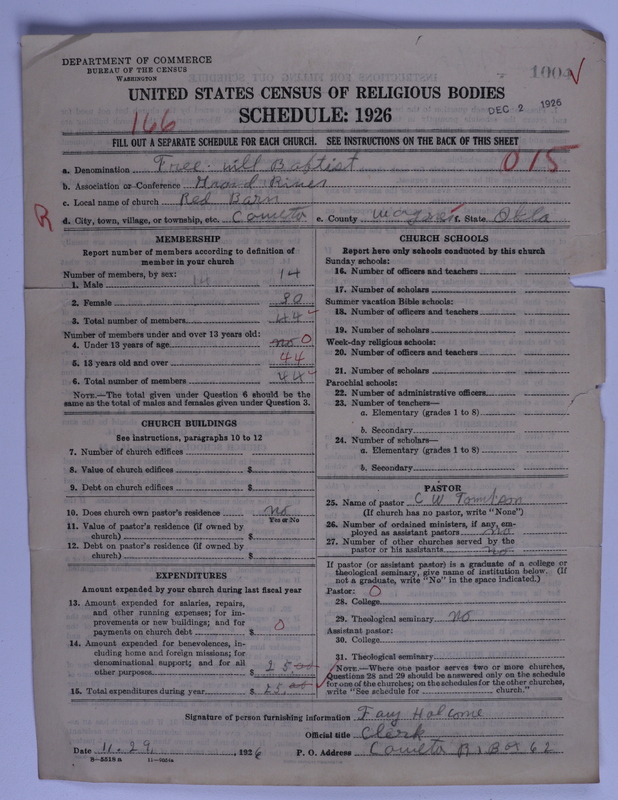 DEPARTMENT OF COMMERCE
BUREAU OF THE CENSUS
WASHINGTON
UNITED STATES CENSUS OF RELIGIOUS BODIES
DEC 2 1926
166
SCHEDULE: 1926
FILL OUT A SEPARATE SCHEDULE FOR EACH CHURCH. SEE INSTRUCTIONS ON THE BACK OF THIS SHEET
015
a. Denomination Free will Baptist
b. Association or Conference Grand River
c. Local name of church Red Barn
R
d. City, town, village, or township, etc. Coweta e. County f. State Okla
MEMBERSHIP
Report number of members according to definition of
member in your church
Number of members, by sex:
1. Male 14 14
2. Female 30
3. Total number of members 44
Number of members under and over 13 years old:
4. Under 13 years of age no 0
5. 13 years old and over 44
6. Total number of members 44
NOTE.—The total given under Question 6 should be the
same as the total of males and females given under Question 3.
CHURCH BUILDINGS
See instructions, paragraphs 10 to 12
7. Number of church edifices
8. Value of church edifices $
9. Debt on church edifices $
10. Does church own pastor's residence no
Yes or No
11. Value of pastor's residence (if owned by
church) $
12. Debt on pastor's residence (if owned by
church) $
EXPENDITURES
Amount expended by your church during last fiscal year
13. Amount expended for salaries, repairs,
and other running expenses; for im-
provements or new buildings; and for
payments on church debt $ 0
14. Amount expended for benevolences, in-
cluding home and foreign missions; for
denominational support; and for all
other purposes $ 25.00
15. Total expenditures during year $ 25.00
CHURCH SCHOOLS
Report here only schools conducted by this church
Sunday schools:
16. Number of officers and teachers
17. Number of scholars
Summer vacation Bible schools:
18. Number of officers and teachers
19. Number of scholars
Week-day religious schools:
20. Number of officers and teachers
21. Number of scholars
Parochial schools:
22. Number of administrative officers
23. Number of teachers—
a. Elementary (grades 1 to 8)
b. Secondary
24. Number of scholars—
a. Elementary (grades 1 to 8)
b. Secondary
PASTOR
25. Name of pastor C W
(If church has no pastor, write "None")
26. Number of ordained ministers, if any, em-
ployed as assistant pastors no
27. Number of other churches served by the
pastor or his assistants no
If pastor (or assistant pastor) is a graduate of a college or
theological seminary, give name of institution below. (If
not a graduate, write "No" in the space indicated.)
Pastor: 0
28. College
29. Theological seminary no
Assistant pastor:
30. College
31. Theological seminary
NOTE.—Where one pastor serves two or more churches,
Questions 28 and 29 should be answered only on the schedule
for one of the churches; on the schedules for the other churches,
write "See schedule for church."
Signature of person furnishing information Fay Holcome
Official title Clerk
Date 11.29, 1926 P. O. Address Coweta R1 Box 62
8—5518 a